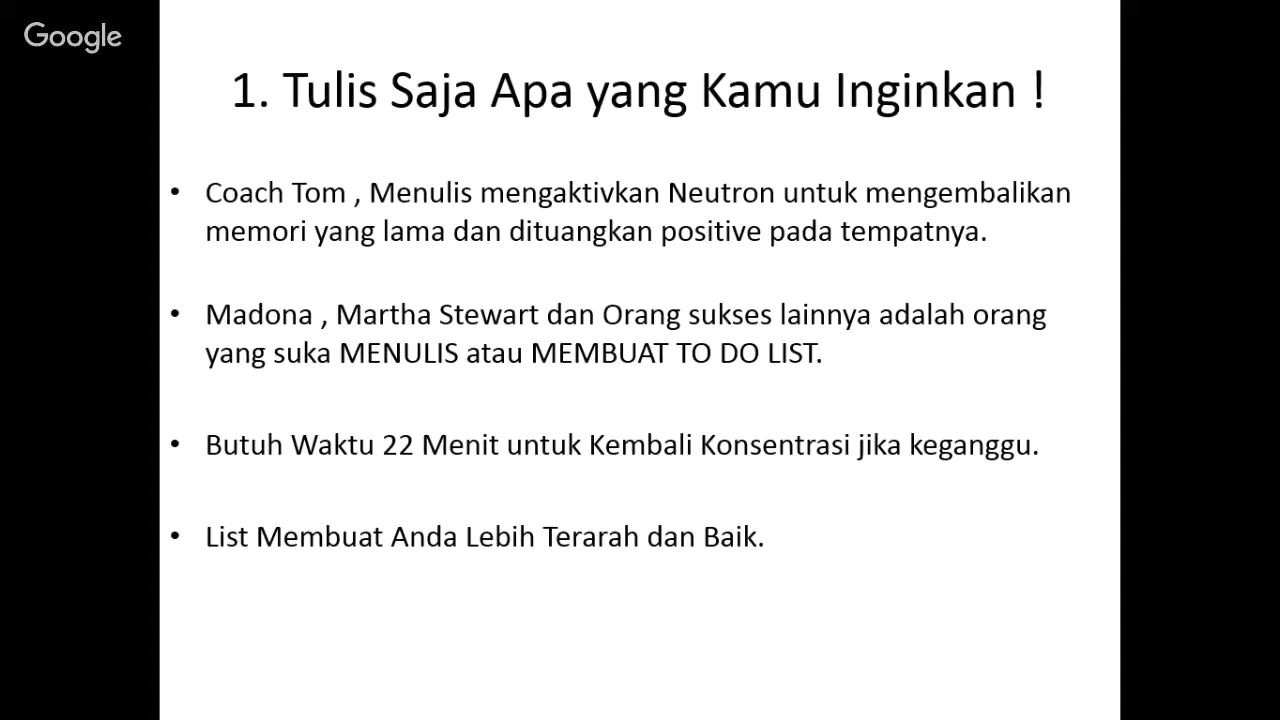 Google
1. Tulis Saja Apa yang Kamu Inginkan !
• Coach Tom , Menulis mengaktivkan Neutron untuk mengembalikan
memori yang lama dan dituangkan positive pada tempatnya.
• Madona , Martha Stewart dan Orang sukses lainnya adalah orang
yang suka MENULIS atau MEMBUAT TO DO LIST.
• Butuh Waktu 22 Menit untuk Kembali Konsentrasi jika keganggu.
• List Membuat Anda Lebih Terarah dan Baik.